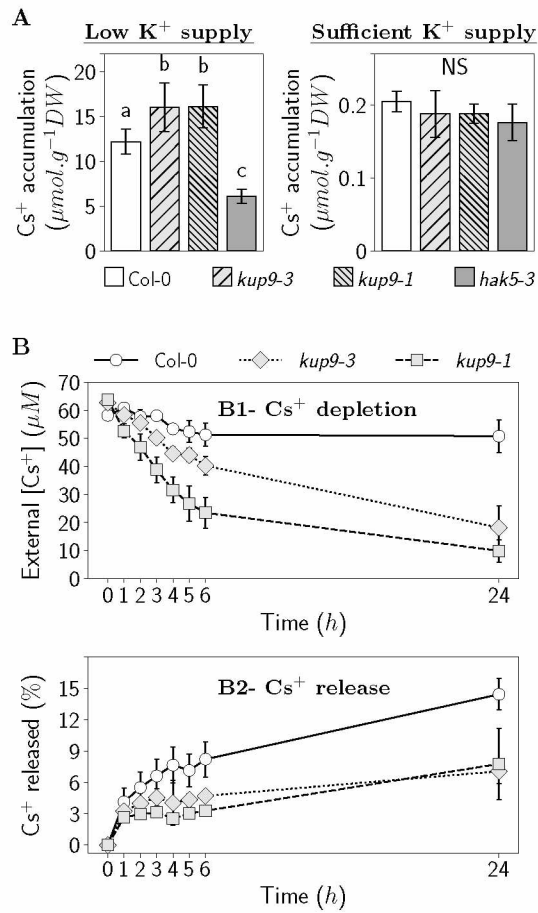 A
Low K+ supply
Sufficient K+ supply
Cs+ accumulation
(μmol.g−1DW)
20
15
10
5
0
a
b
b
c
Cs+ accumulation
(μmol.g−1DW)
0.2
0.1
0
NS
Col-0
kup9-3
kup9-1
hak5-3
B
Col-0
kup9-3
kup9-1
B1- Cs+ depletion
External [Cs+] (μM)
70
60
50
40
30
20
10
0
0 1 2 3 4 5 6 24
Time (h)
B2- Cs+ release
Cs+ released (%)
15
12
9
6
3
0
0 1 2 3 4 5 6 24
Time (h)